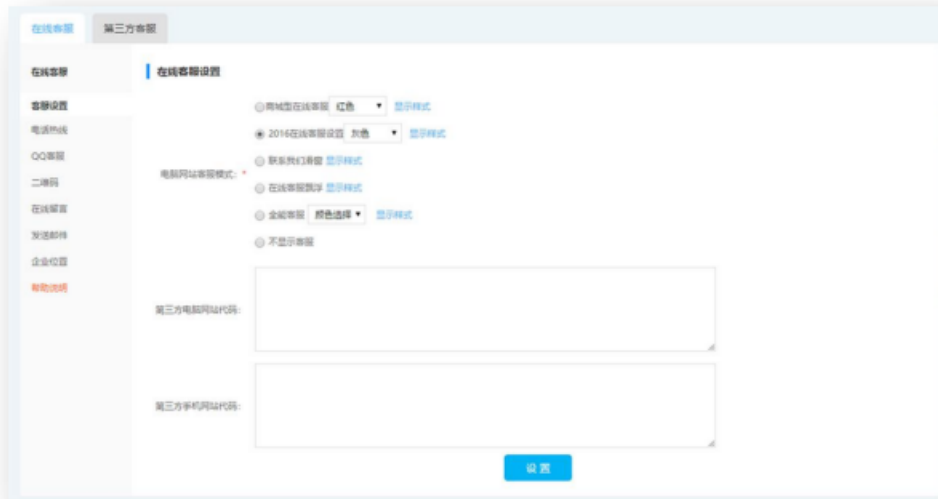 在线客服 第三方客服
在线客服
客服设置
电话热线
QQ客服
二维码
在线留言
发送邮件
企业位置
帮助说明
在线客服设置
电脑网站客服模式： *
商城型在线客服 红色 显示样式
2016在线客服设置 灰色 显示样式
联系我们滑窗 显示样式
在线客服飘浮 显示样式
全能客服 颜色选择 显示样式
不显示客服
第三方电脑网站代码：
第三方手机网站代码：
设 置